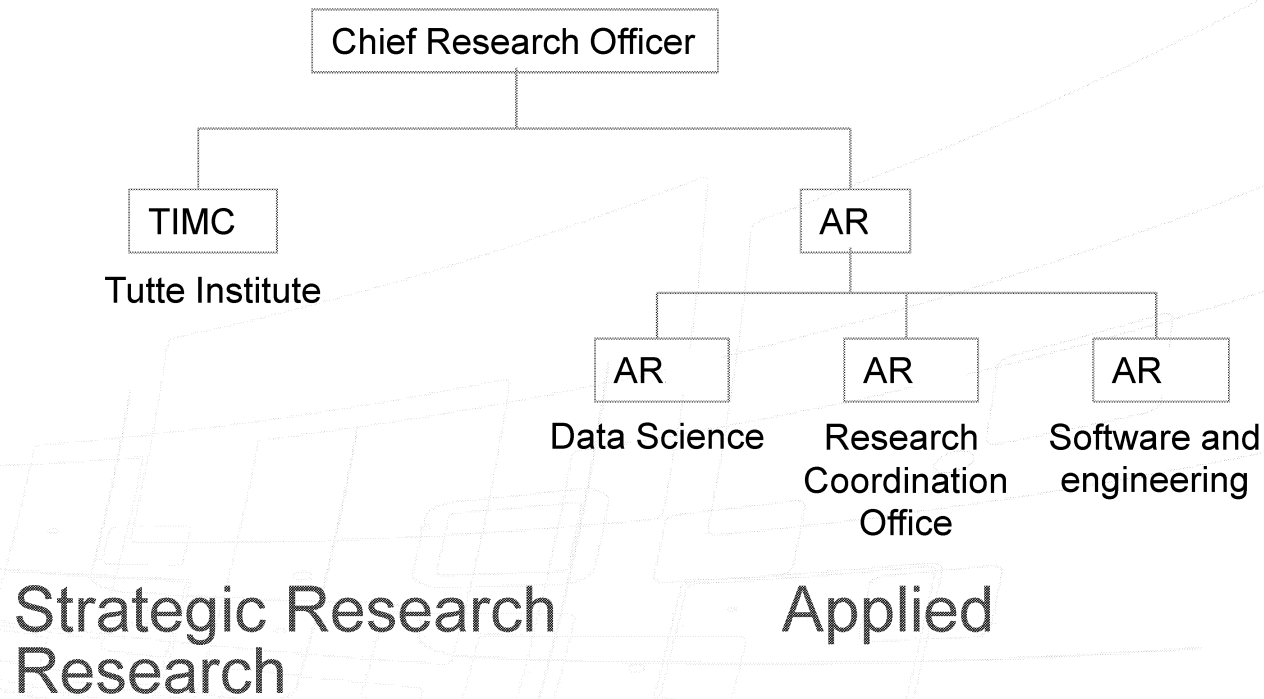 Chief Research Officer
TIMC
AR
Tutte Institute
AR
AR
AR
Data Science
Research
Coordination
Office
Software and
engineering
Strategic Research Applied
Research